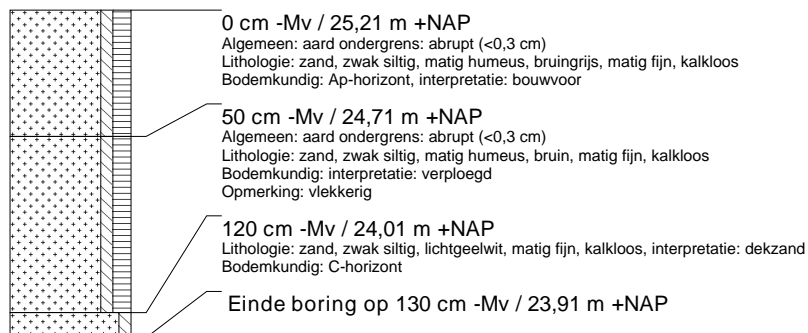 0 cm -Mv / 25,21 m +NAP
Algemeen: aard ondergrens: abrupt (<0,3 cm)
Lithologie: zand, zwak siltig, matig humeus, bruingrijs, matig fijn, kalkloos
Bodemkundig: Ap-horizont, interpretatie: bouwvoor
50 cm -Mv / 24,71 m +NAP
Algemeen: aard ondergrens: abrupt (<0,3 cm)
Lithologie: zand, zwak siltig, matig humeus, bruin, matig fijn, kalkloos
Bodemkundig: interpretatie: verploegd
Opmerking: vlekkerig
120 cm -Mv / 24,01 m +NAP
Lithologie: zand, zwak siltig, lichtgeelwit, matig fijn, kalkloos, interpretatie: dekzand
Bodemkundig: C-horizont
Einde boring op 130 cm -Mv / 23,91 m +NAP